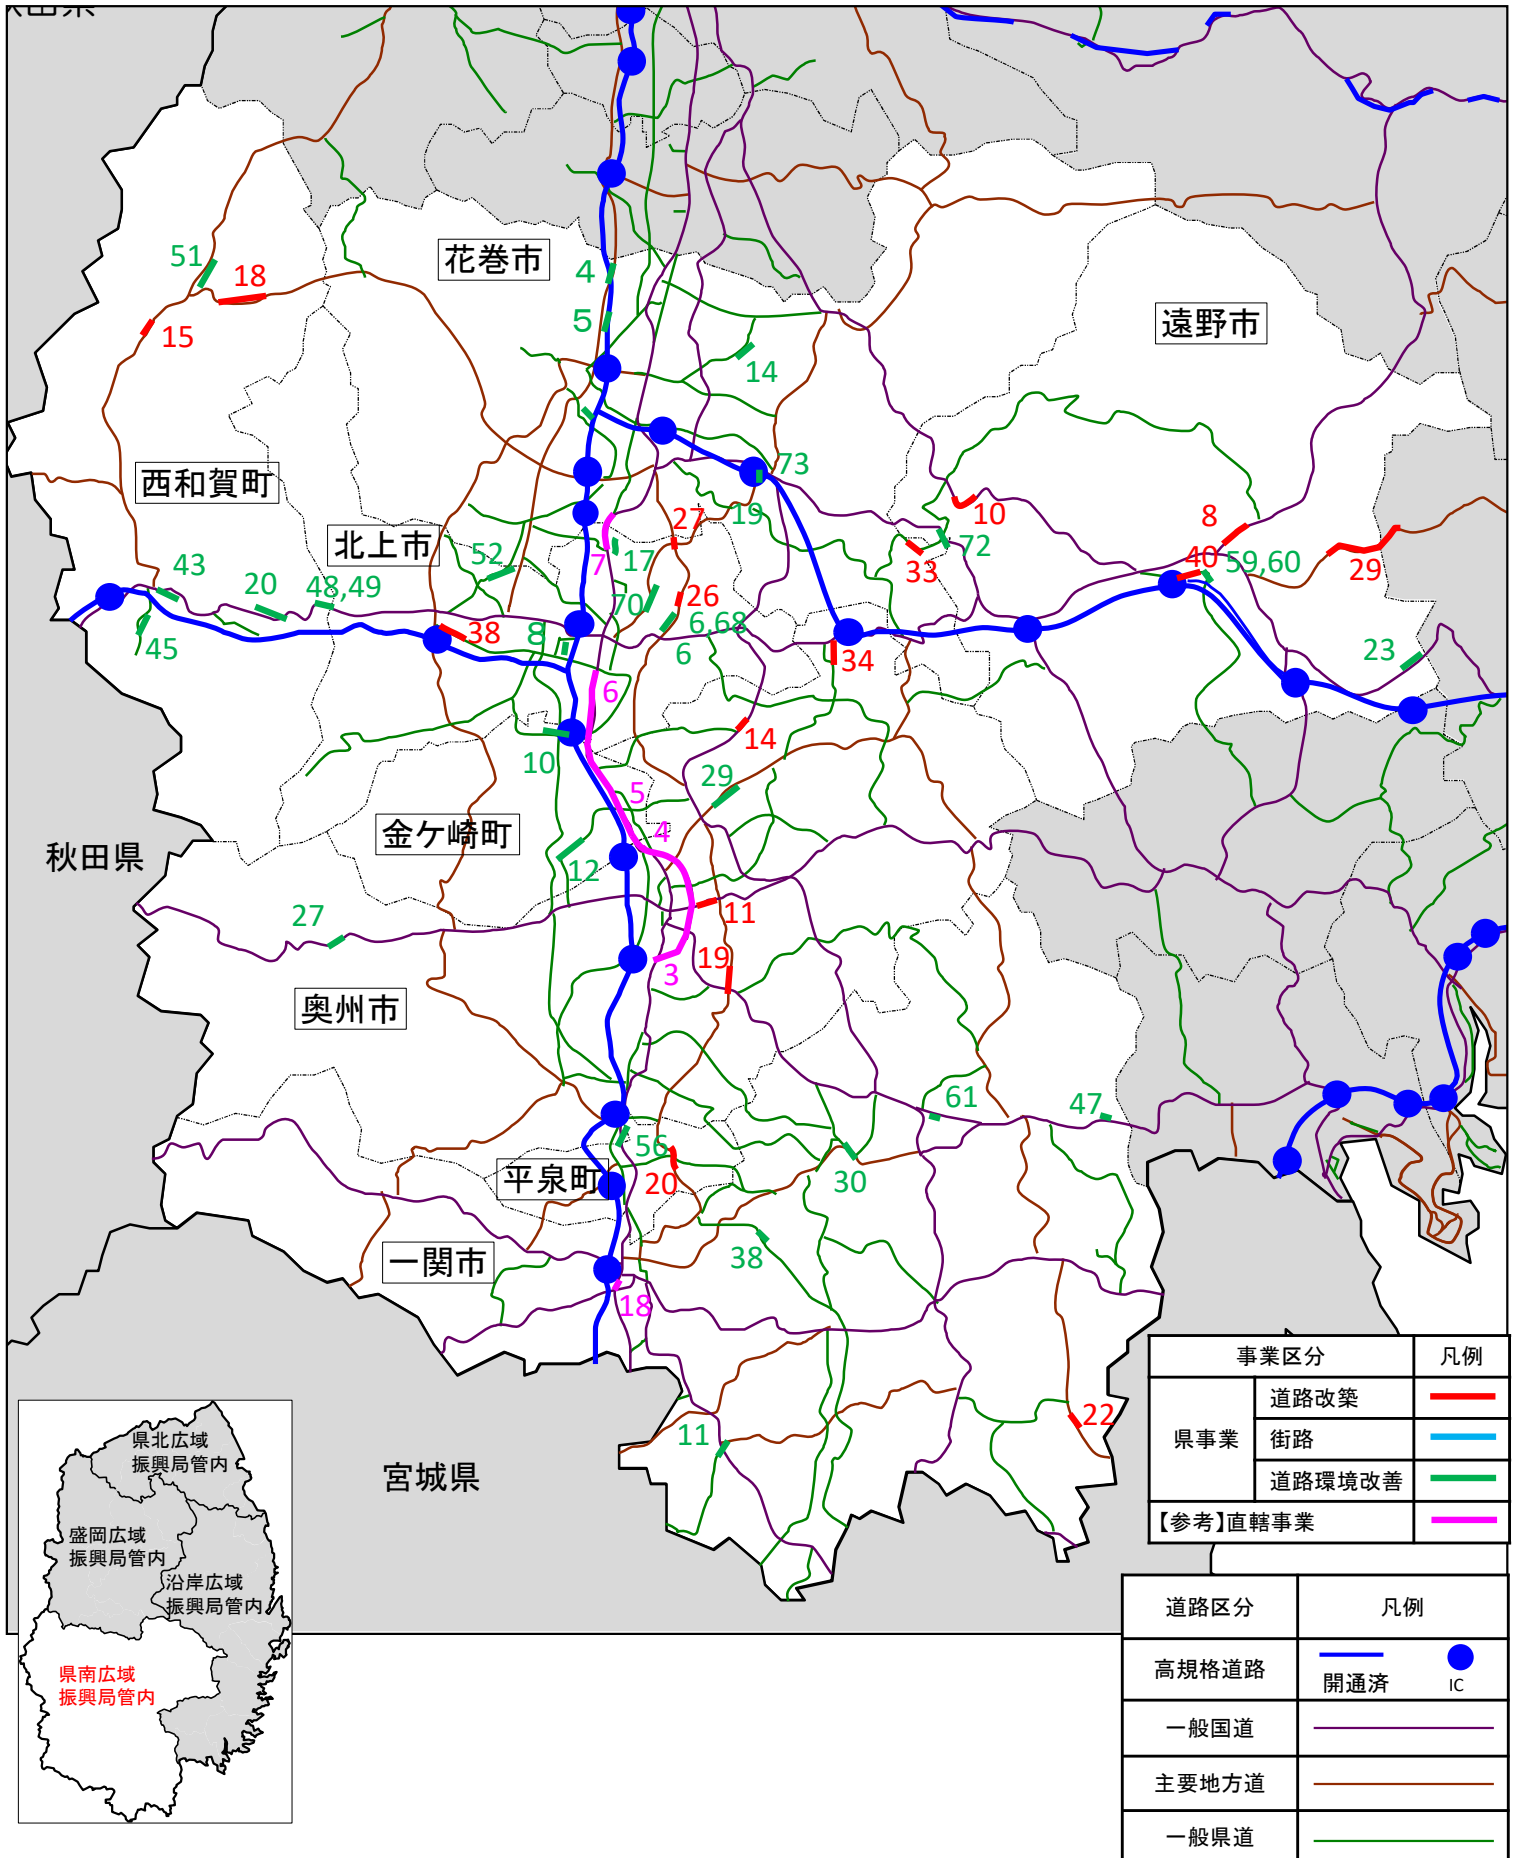 花巻市
51
18
4
遠野市
15
5
14
73
西和賀町
19
10
8
北上市
27
7
17
72
52
33
40
59,60
29
43
20
48,49
70
26
6,68
45
38
8
6
34
23
6
14
10
29
5
金ケ崎町
4
秋田県
12
27
11
19
3
奥州市
61
47
56
平泉町
20
30
一関市
38
18
22
11
宮城県
事業区分
凡例
県事業
道路改築
街路
道路環境改善
【参考】直轄事業
県北広域
振興局管内
盛岡広域
振興局管内
沿岸広域
振興局管内
県南広域
振興局管内
道路区分
凡例
高規格道路
開通済
IC
一般国道
主要地方道
一般県道